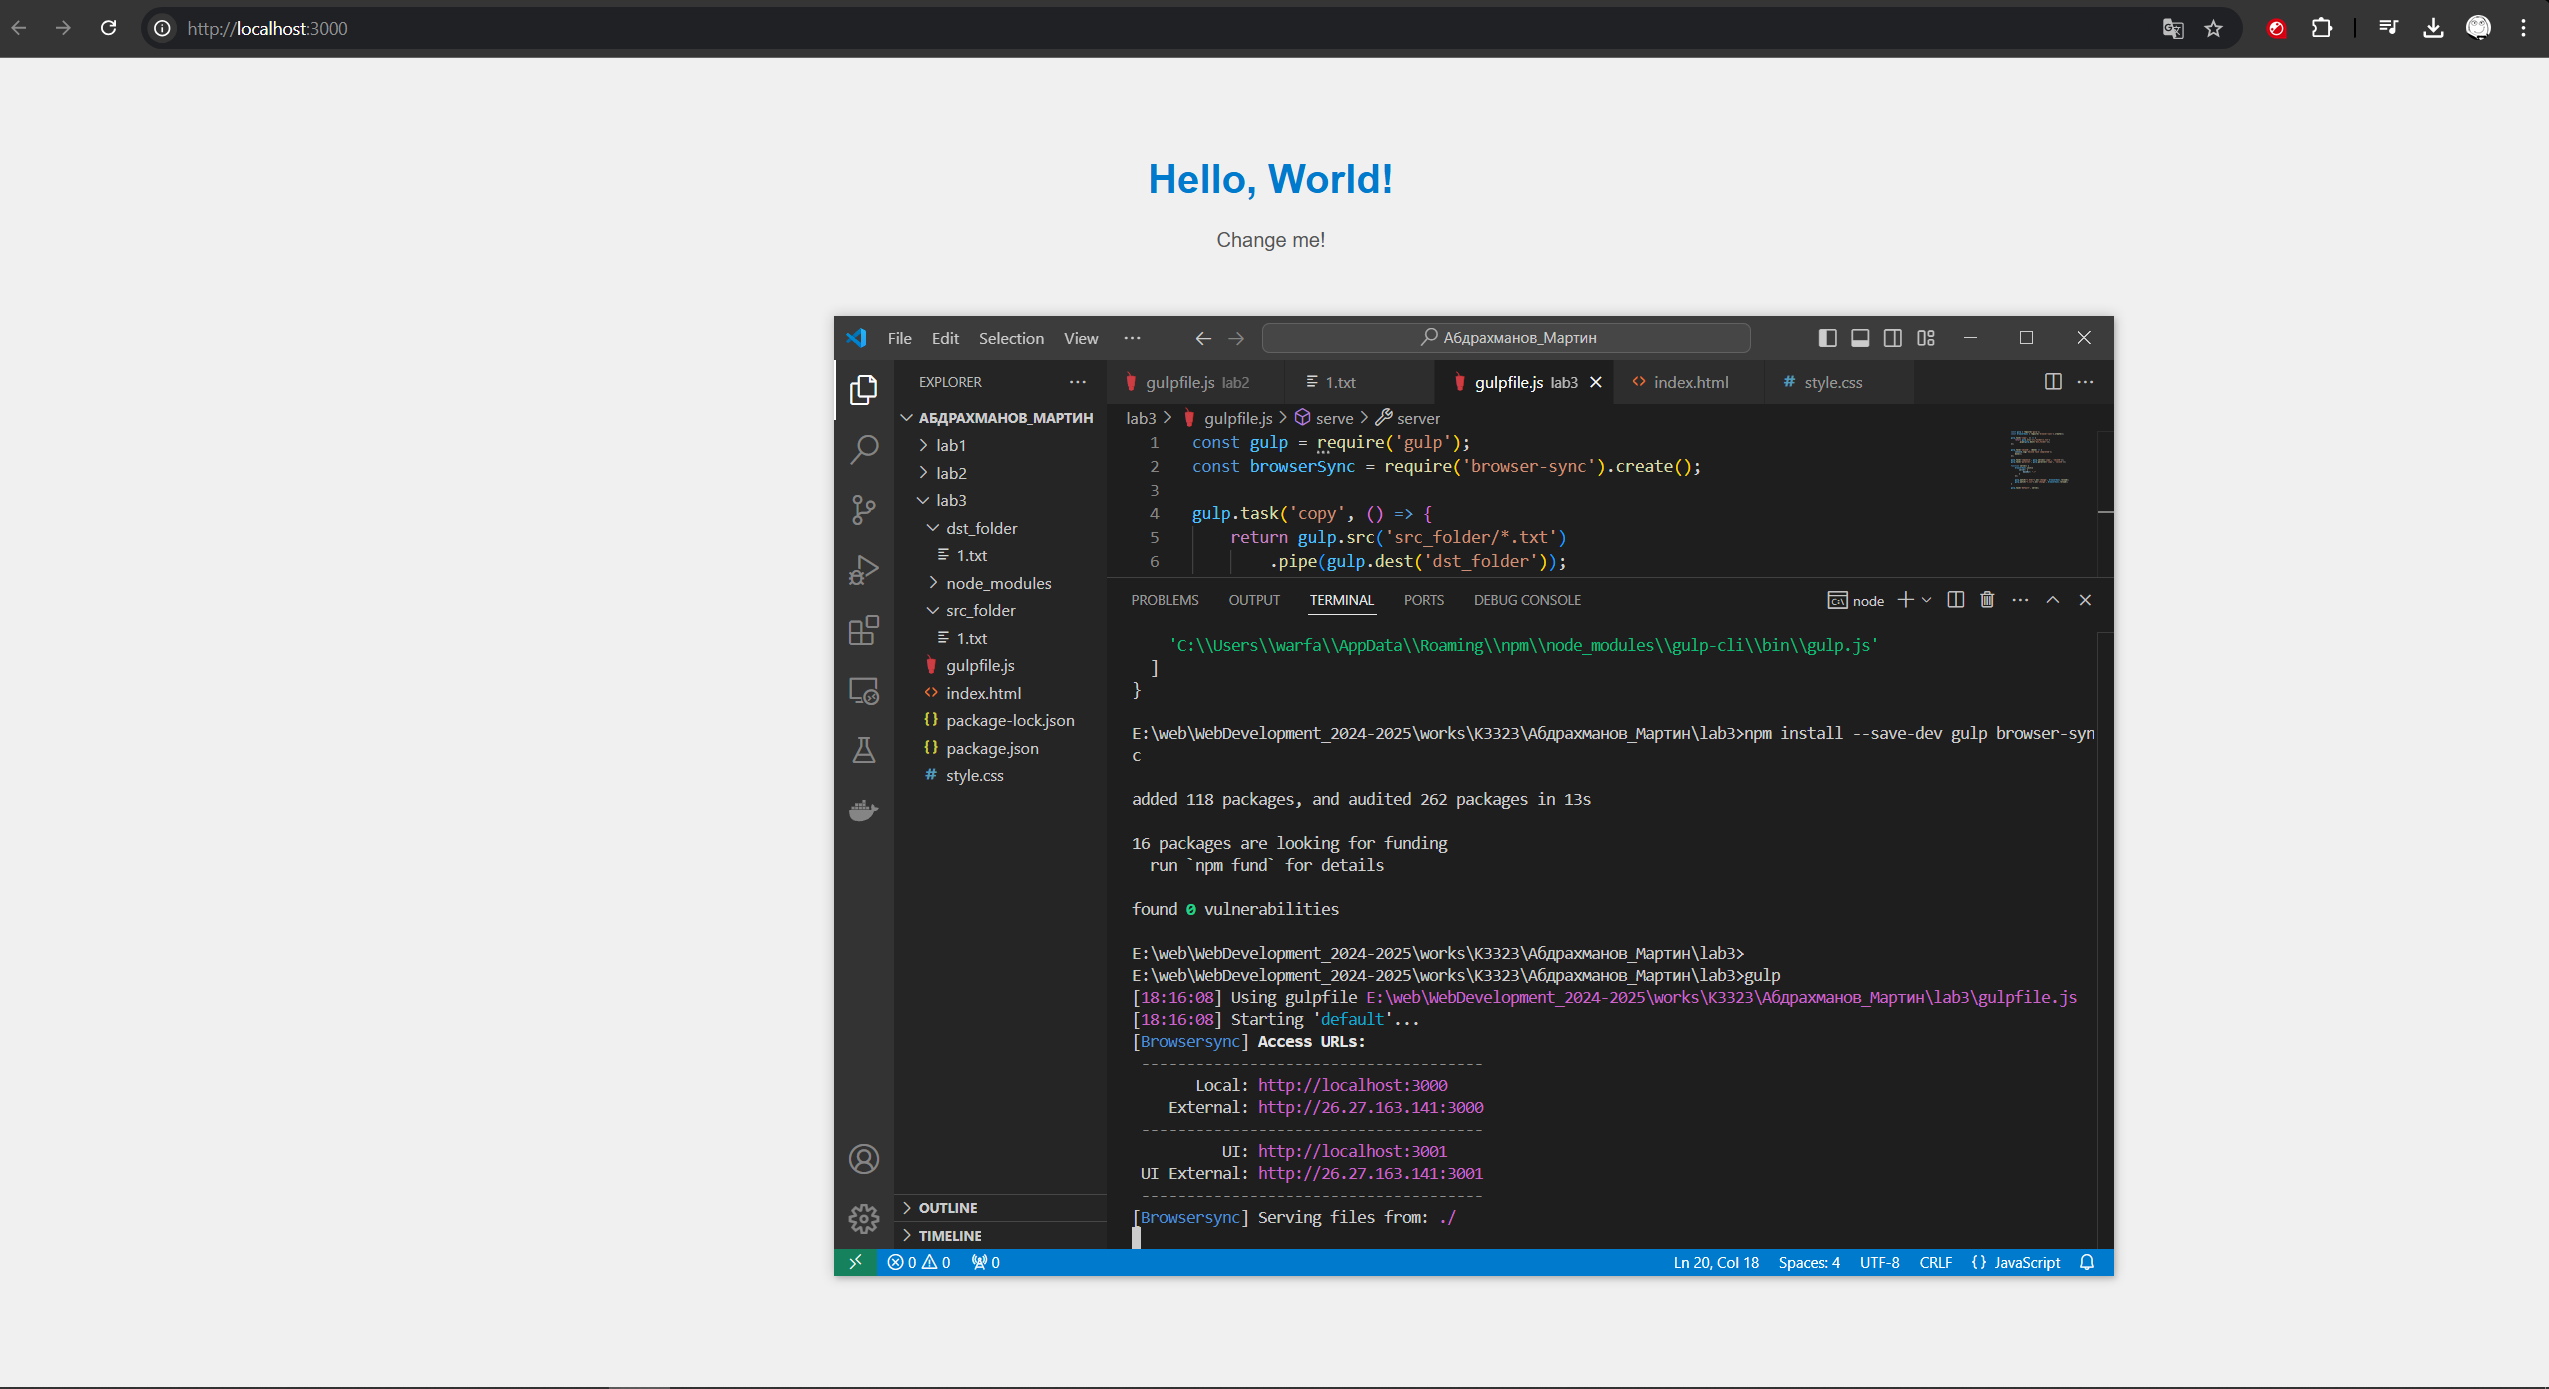 http://localhost:3000
Hello, World!
Change me!
File Edit Selection View ··· Абдрахманов_Мартин
EXPLORER ···
АБДРАХМАНОВ_МАРТИН
lab1
lab2
lab3
dst_folder
1.txt
node_modules
src_folder
1.txt
gulpfile.js
index.html
package-lock.json
package.json
style.css
OUTLINE
TIMELINE
gulpfile.js lab2 1.txt gulpfile.js lab3 index.html style.css
lab3 > gulpfile.js > serve > server
1 const gulp = require('gulp');
2 const browserSync = require('browser-sync').create();
3
4 gulp.task('copy', () => {
5 return gulp.src('src_folder/*.txt')
6 .pipe(gulp.dest('dst_folder'));
PROBLEMS OUTPUT TERMINAL PORTS DEBUG CONSOLE node
'C:\\Users\\warfa\\AppData\\Roaming\\npm\\node_modules\\gulp-cli\\bin\\gulp.js'
]
}
E:\web\WebDevelopment_2024-2025\works\K3323\Абдрахманов_Мартин\lab3>npm install --save-dev gulp browser-syn
c
added 118 packages, and audited 262 packages in 13s
16 packages are looking for funding
run `npm fund` for details
found 0 vulnerabilities
E:\web\WebDevelopment_2024-2025\works\K3323\Абдрахманов_Мартин\lab3>
E:\web\WebDevelopment_2024-2025\works\K3323\Абдрахманов_Мартин\lab3>gulp
[18:16:08] Using gulpfile E:\web\WebDevelopment_2024-2025\works\K3323\Абдрахманов_Мартин\lab3\gulpfile.js
[18:16:08] Starting 'default'...
[Browsersync] Access URLs:
--------------------------------------
Local: http://localhost:3000
External: http://26.27.163.141:3000
--------------------------------------
UI: http://localhost:3001
UI External: http://26.27.163.141:3001
--------------------------------------
[Browsersync] Serving files from: ./
0 0 0 Ln 20, Col 18 Spaces: 4 UTF-8 CRLF {} JavaScript